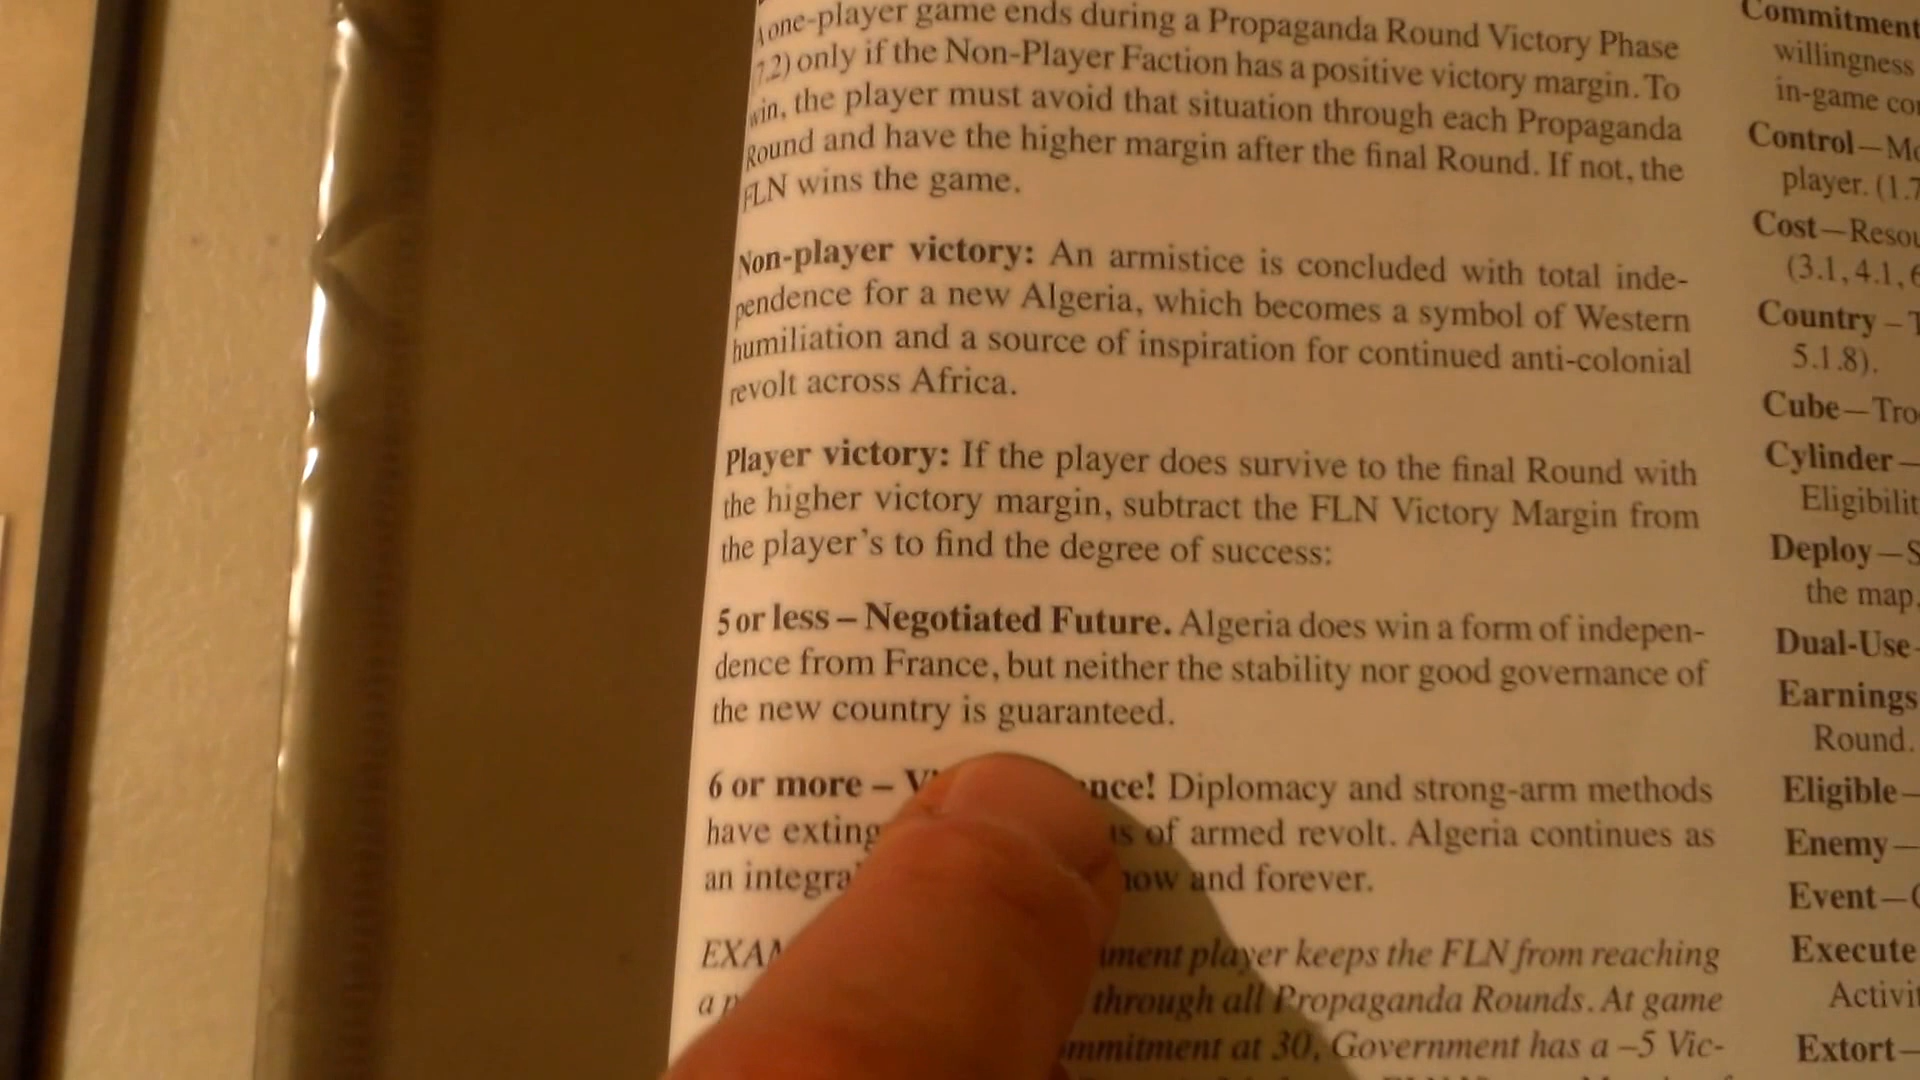 A one-player game ends during a Propaganda Round Victory Phase
7.2) only if the Non-Player Faction has a positive victory margin. To
win, the player must avoid that situation through each Propaganda
Round and have the higher margin after the final Round. If not, the
FLN wins the game.
Non-player victory: An armistice is concluded with total inde-
pendence for a new Algeria, which becomes a symbol of Western
humiliation and a source of inspiration for continued anti-colonial
revolt across Africa.
Player victory: If the player does survive to the final Round with
the higher victory margin, subtract the FLN Victory Margin from
the player's to find the degree of success:
5 or less – Negotiated Future. Algeria does win a form of indepen-
dence from France, but neither the stability nor good governance of
the new country is guaranteed.
6 or more – Diplomacy and strong-arm methods
have of armed revolt. Algeria continues as
an now and forever.
player keeps the FLN from reaching
a through all Propaganda Rounds. At game
at 30, Government has a –5 Vic-
Commitment
willingness
in-game
Control—
player. (1.7
Cost—
(3.1, 4.1, 6
Country –
5.1.8).
Cube—
Cylinder—
Deploy—
the map.
Dual-Use
Earnings
Round.
Eligible—
Enemy—
Event—
Execute
Extort—